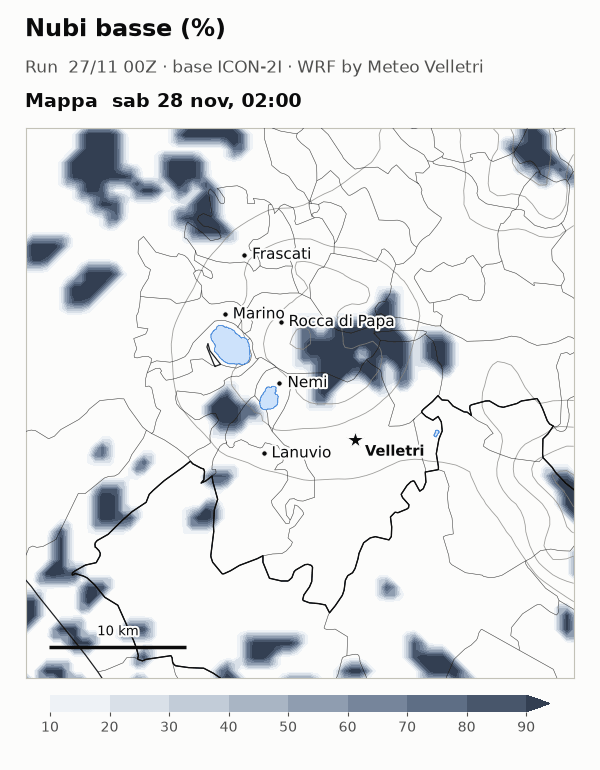 Nubi basse (%)
Run  27/11 00Z · base ICON-2I · WRF by Meteo Velletri
Mappa  sab 28 nov, 02:00
Frascati
Marino
Rocca di Papa
Nemi
Velletri
Lanuvio
10 km
10 20 30 40 50 60 70 80 90